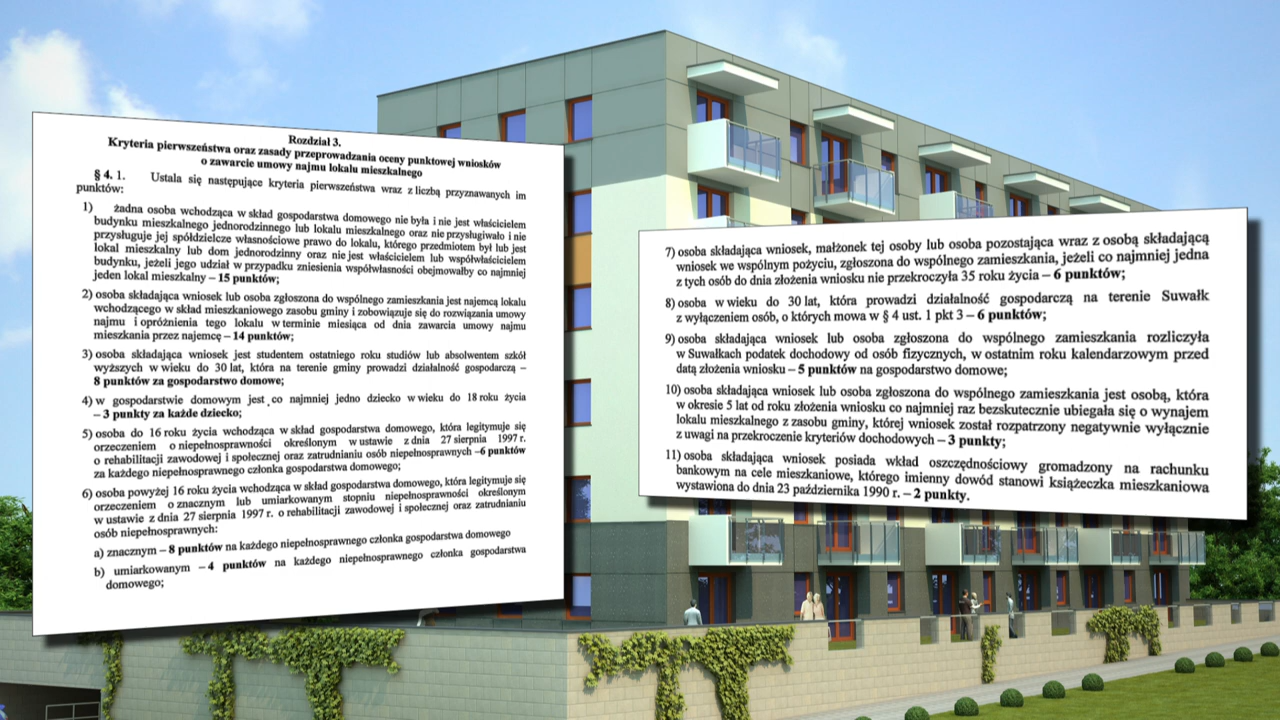 Rozdział 3.
Kryteria pierwszeństwa oraz zasady przeprowadzania oceny punktowej wniosków
o zawarcie umowy najmu lokalu mieszkalnego
§ 4. 1. Ustala się następujące kryteria pierwszeństwa wraz z liczbą przyznawanych im
punktów:
1) żadna osoba wchodząca w skład gospodarstwa domowego nie była i nie jest właścicielem
budynku mieszkalnego jednorodzinnego lub lokalu mieszkalnego oraz nie przysługiwało i nie
przysługuje jej spółdzielcze własnościowe prawo do lokalu, którego przedmiotem był lub jest
lokal mieszkalny lub dom jednorodzinny oraz nie jest właścicielem lub współwłaścicielem
budynku, jeżeli jego udział w przypadku zniesienia współwłasności obejmowałby co najmniej
jeden lokal mieszkalny – 15 punktów;
2) osoba składająca wniosek lub osoba zgłoszona do wspólnego zamieszkania jest najemcą lokalu
wchodzącego w skład mieszkaniowego zasobu gminy i zobowiązuje się do rozwiązania umowy
najmu i opróżnienia tego lokalu w terminie miesiąca od dnia zawarcia umowy najmu
mieszkania przez najemcę – 14 punktów;
3) osoba składająca wniosek jest studentem ostatniego roku studiów lub absolwentem szkół
wyższych w wieku do 30 lat, która na terenie gminy prowadzi działalność gospodarczą –
8 punktów za gospodarstwo domowe;
4) w gospodarstwie domowym jest co najmniej jedno dziecko w wieku do 18 roku życia
– 3 punkty za każde dziecko;
5) osoba do 16 roku życia wchodząca w skład gospodarstwa domowego, która legitymuje się
orzeczeniem o niepełnosprawności określonym w ustawie z dnia 27 sierpnia 1997 r.
o rehabilitacji zawodowej i społecznej oraz zatrudnianiu osób niepełnosprawnych –6 punktów
za każdego niepełnosprawnego członka gospodarstwa domowego;
6) osoba powyżej 16 roku życia wchodząca w skład gospodarstwa domowego, która legitymuje się
orzeczeniem o znacznym lub umiarkowanym stopniu niepełnosprawności określonym
w ustawie z dnia 27 sierpnia 1997 r. o rehabilitacji zawodowej i społecznej oraz zatrudnianiu
osób niepełnosprawnych:
a) znacznym – 8 punktów na każdego niepełnosprawnego członka gospodarstwa domowego
b) umiarkowanym – 4 punktów na każdego niepełnosprawnego członka gospodarstwa
domowego;
7) osoba składająca wniosek, małżonek tej osoby lub osoba pozostająca wraz z osobą składającą
wniosek we wspólnym pożyciu, zgłoszona do wspólnego zamieszkania, jeżeli co najmniej jedna
z tych osób do dnia złożenia wniosku nie przekroczyła 35 roku życia – 6 punktów;
8) osoba w wieku do 30 lat, która prowadzi działalność gospodarczą na terenie Suwałk
z wyłączeniem osób, o których mowa w § 4 ust. 1 pkt 3 – 6 punktów;
9) osoba składająca wniosek lub osoba zgłoszona do wspólnego zamieszkania rozliczyła
w Suwałkach podatek dochodowy od osób fizycznych, w ostatnim roku kalendarzowym przed
datą złożenia wniosku – 5 punktów na gospodarstwo domowe;
10) osoba składająca wniosek lub osoba zgłoszona do wspólnego zamieszkania jest osobą, która
w okresie 5 lat od roku złożenia wniosku co najmniej raz bezskutecznie ubiegała się o wynajem
lokalu mieszkalnego z zasobu gminy, której wniosek został rozpatrzony negatywnie wyłącznie
z uwagi na przekroczenie kryteriów dochodowych – 3 punkty;
11) osoba składająca wniosek posiada wkład oszczędnościowy gromadzony na rachunku
bankowym na cele mieszkaniowe, którego imienny dowód stanowi książeczka mieszkaniowa
wystawiona do dnia 23 października 1990 r. – 2 punkty.